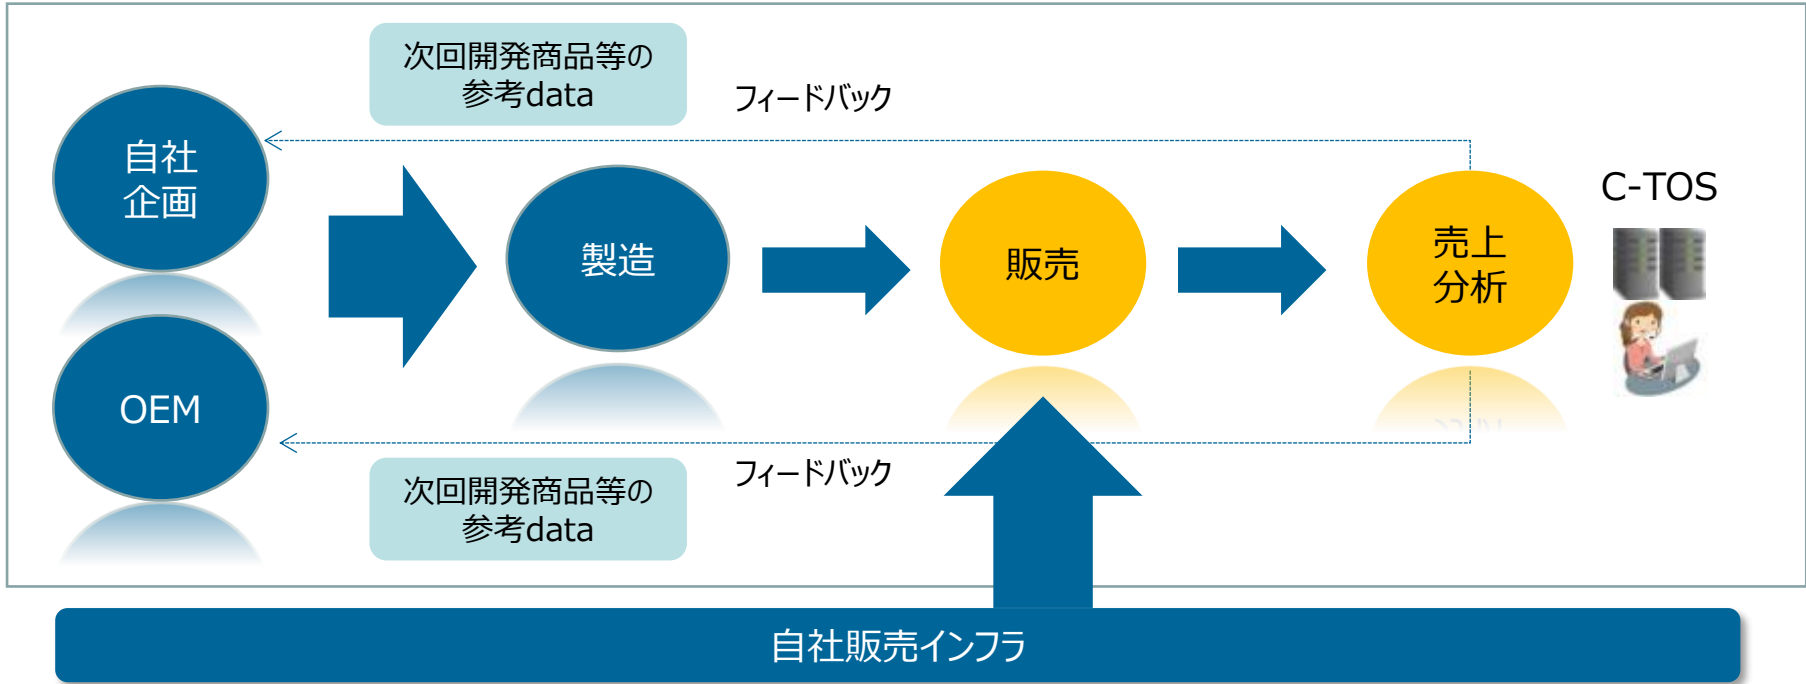 次回開発商品等の
参考data
フィードバック
自社
企画
C-TOS
製造
販売
売上
分析
OEM
フィードバック
次回開発商品等の
参考data
自社販売インフラ